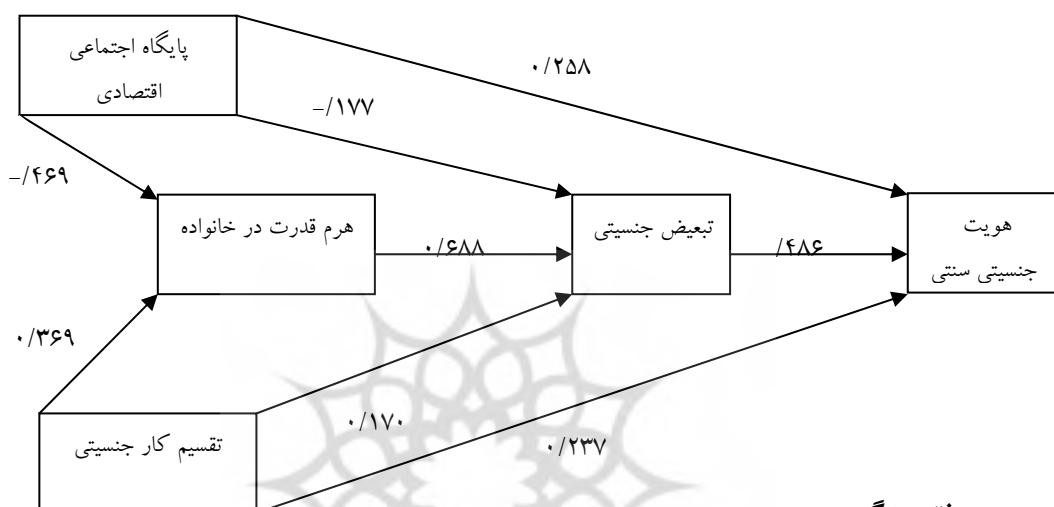 پایگاه اجتماعی
اقتصادی
۰/۲۵۸
-/۱۷۷
-/۴۶۹
هرم قدرت در خانواده
۰/۶۸۸
تبعیض جنسیتی
/۴۸۶
هویت
جنسیتی سنتی
۰/۳۶۹
تقسیم کار جنسیتی
۰/۱۷۰
۰/۲۳۷